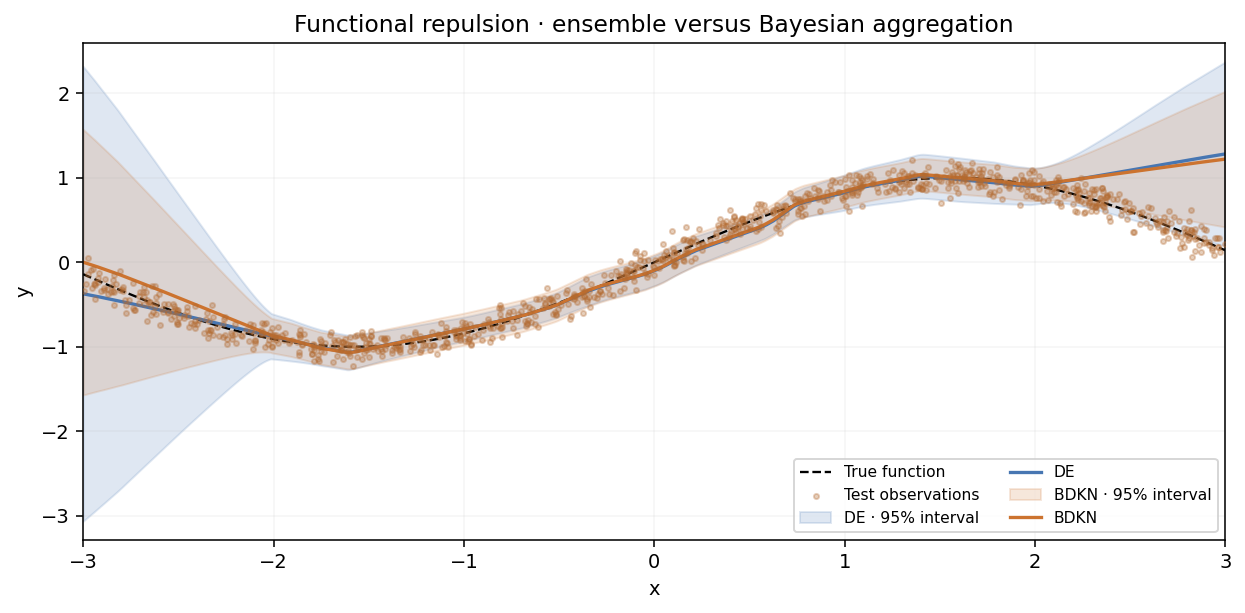 Functional repulsion · ensemble versus Bayesian aggregation
y
2
1
0
−1
−2
−3
True function
Test observations
DE · 95% interval
DE
BDKN · 95% interval
BDKN
−3 −2 −1 0 1 2 3
x